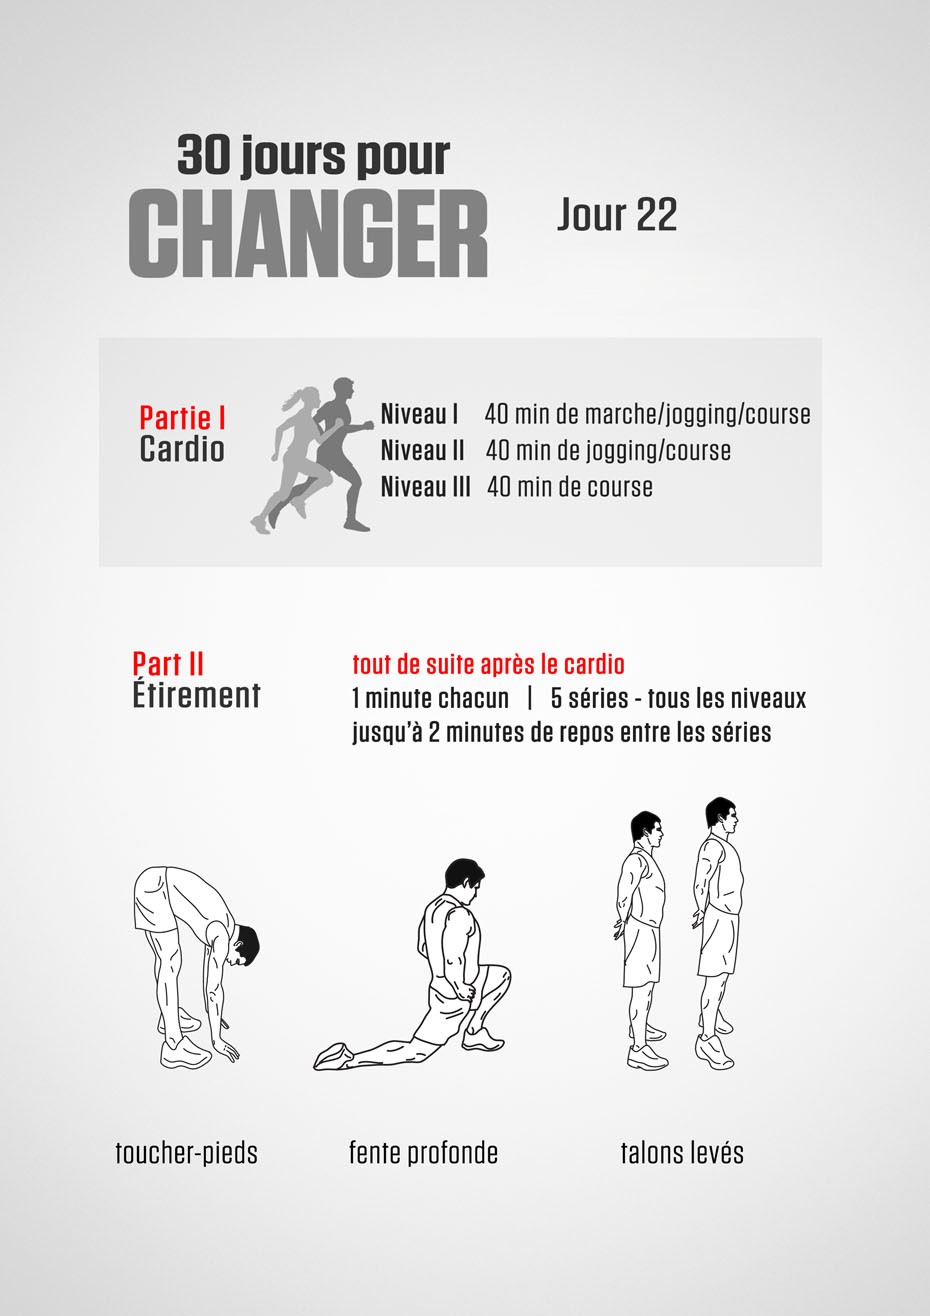 30 jours pour
CHANGER
Jour 22
Partie I
Cardio
Niveau I 40 min de marche/jogging/course
Niveau II 40 min de jogging/course
Niveau III 40 min de course
Part II
Étirement
tout de suite après le cardio
1 minute chacun | 5 séries - tous les niveaux
jusqu'à 2 minutes de repos entre les séries
toucher-pieds
fente profonde
talons levés